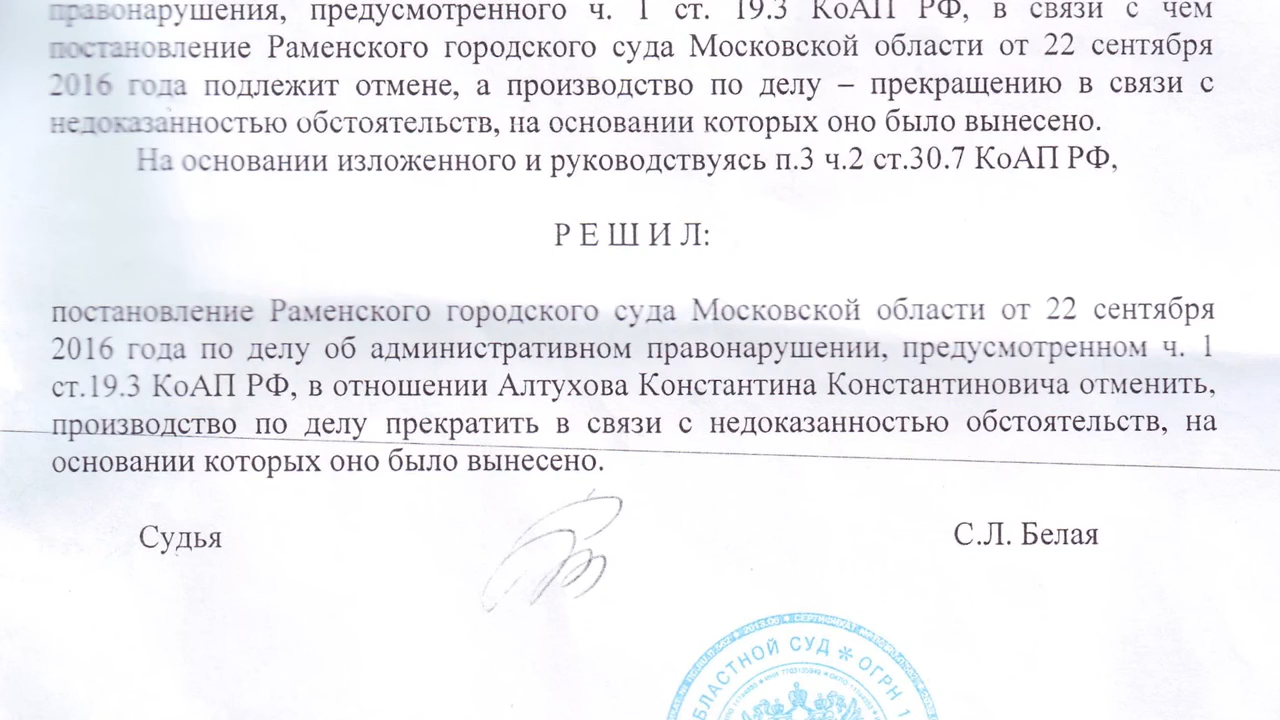 правонарушения, предусмотренного ч. 1 ст. 19.3 КоАП РФ, в связи с чем
постановление Раменского городского суда Московской области от 22 сентября
2016 года подлежит отмене, а производство по делу – прекращению в связи с
недоказанностью обстоятельств, на основании которых оно было вынесено.
На основании изложенного и руководствуясь п.3 ч.2 ст.30.7 КоАП РФ,
Р Е Ш И Л:
постановление Раменского городского суда Московской области от 22 сентября
2016 года по делу об административном правонарушении, предусмотренном ч. 1
ст.19.3 КоАП РФ, в отношении Алтухова Константина Константиновича отменить,
производство по делу прекратить в связи с недоказанностью обстоятельств, на
основании которых оно было вынесено.
Судья
С.Л. Белая
БЛАСТНОЙ СУД * ОГРН 1